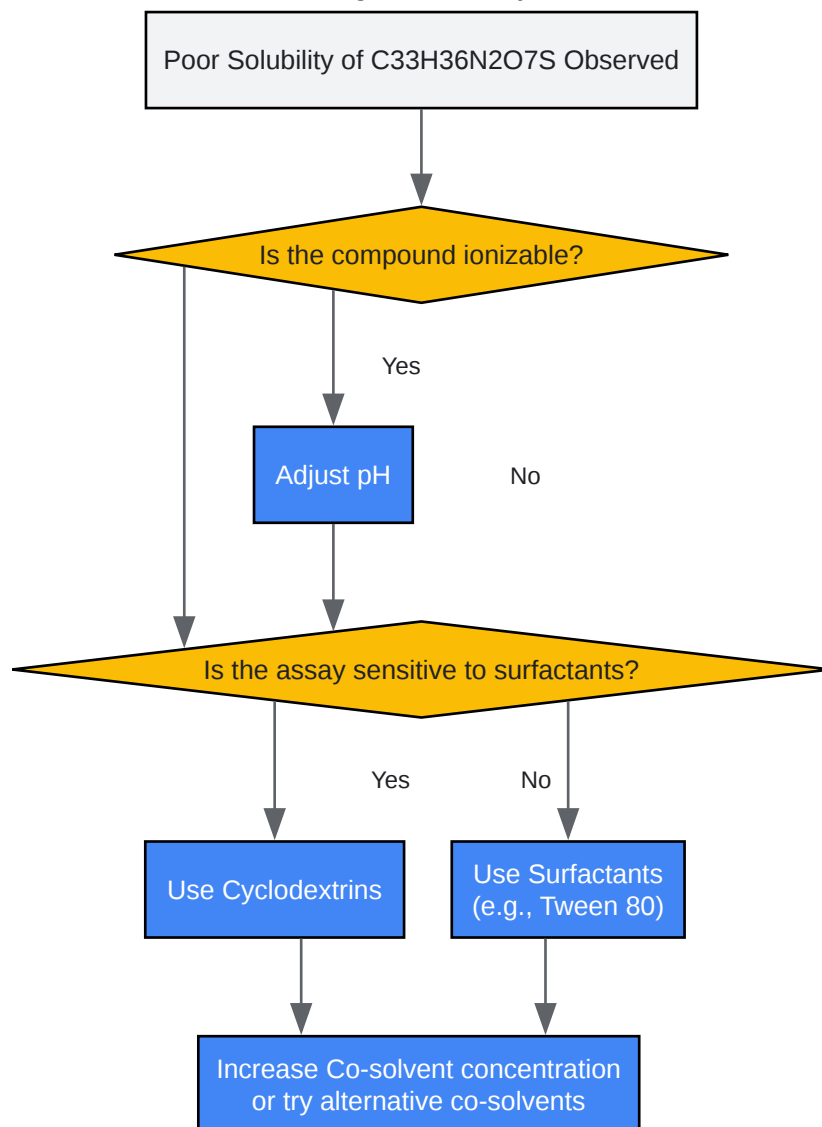 Poor Solubility of C33H36N2O7S Observed
Is the compound ionizable?
Yes
Adjust pH
No
Is the assay sensitive to surfactants?
Yes
No
Use Cyclodextrins
Use Surfactants
(e.g., Tween 80)
Increase Co-solvent concentration
or try alternative co-solvents